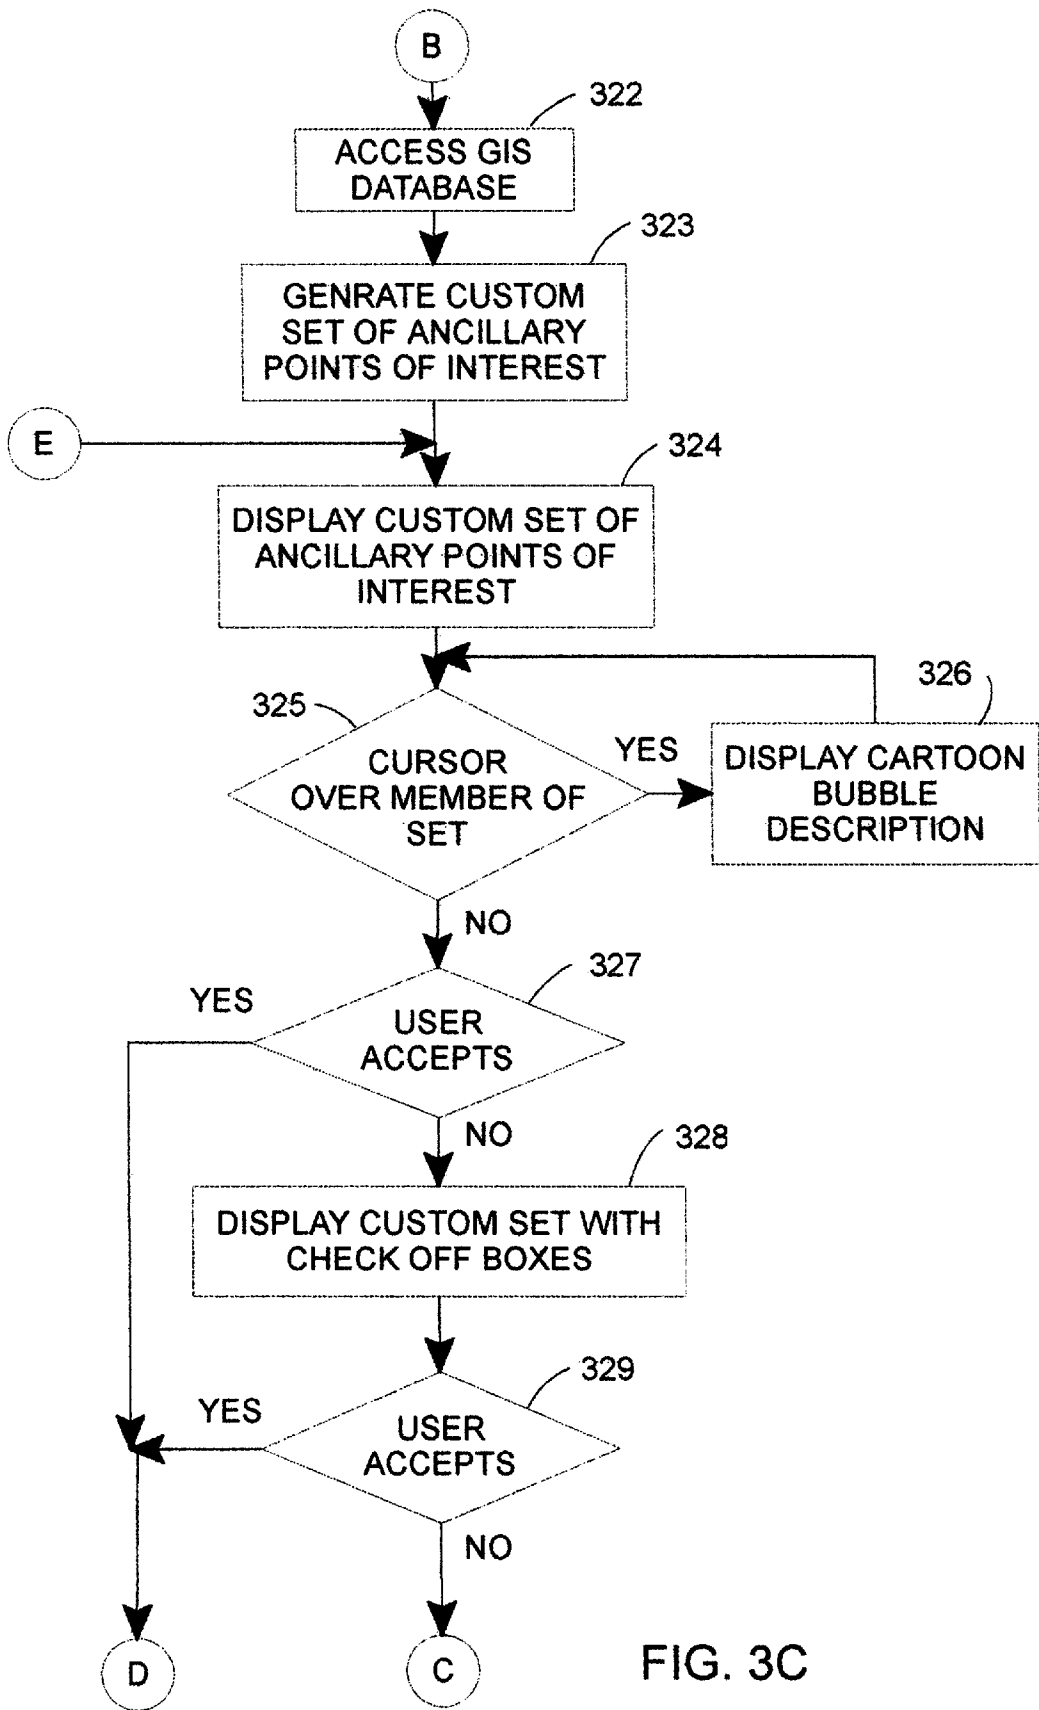 B
322
ACCESS GIS
DATABASE
323
GENRATE CUSTOM
SET OF ANCILLARY
POINTS OF INTEREST
E
324
DISPLAY CUSTOM SET OF
ANCILLARY POINTS OF
INTEREST
325
CURSOR
OVER MEMBER OF
SET
YES
326
DISPLAY CARTOON
BUBBLE
DESCRIPTION
NO
327
YES
USER
ACCEPTS
NO
328
DISPLAY CUSTOM SET WITH
CHECK OFF BOXES
329
YES
USER
ACCEPTS
NO
D
C
FIG. 3C